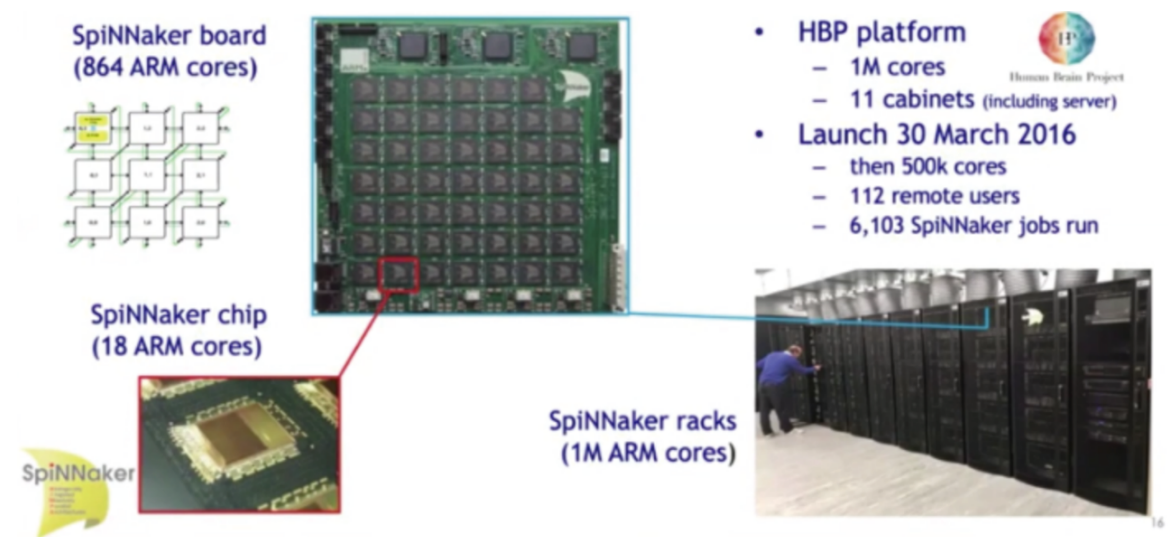 SpiNNaker board
(864 ARM cores)
ARM
SpiNNaker chip
(18 ARM cores)
SpiNNaker
SpiNNaker racks
(1M ARM cores)
• HBP platform
– 1M cores
– 11 cabinets (including server)
• Launch 30 March 2016
– then 500k cores
– 112 remote users
– 6,103 SpiNNaker jobs run
HBP
Human Brain Project
16